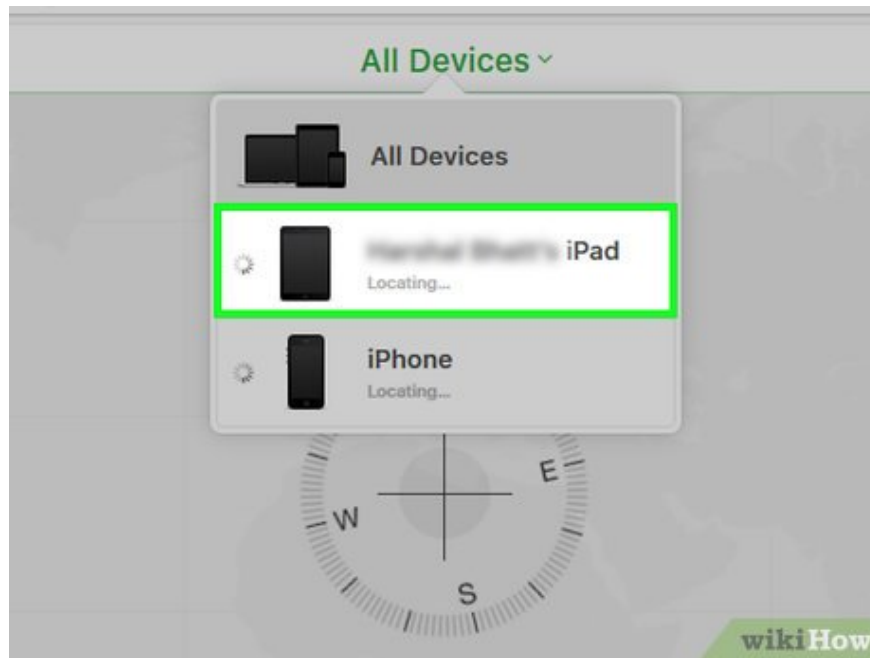 All Devices
All Devices
iPad
Locating...
iPhone
Locating...
E
W
S
wikiHow